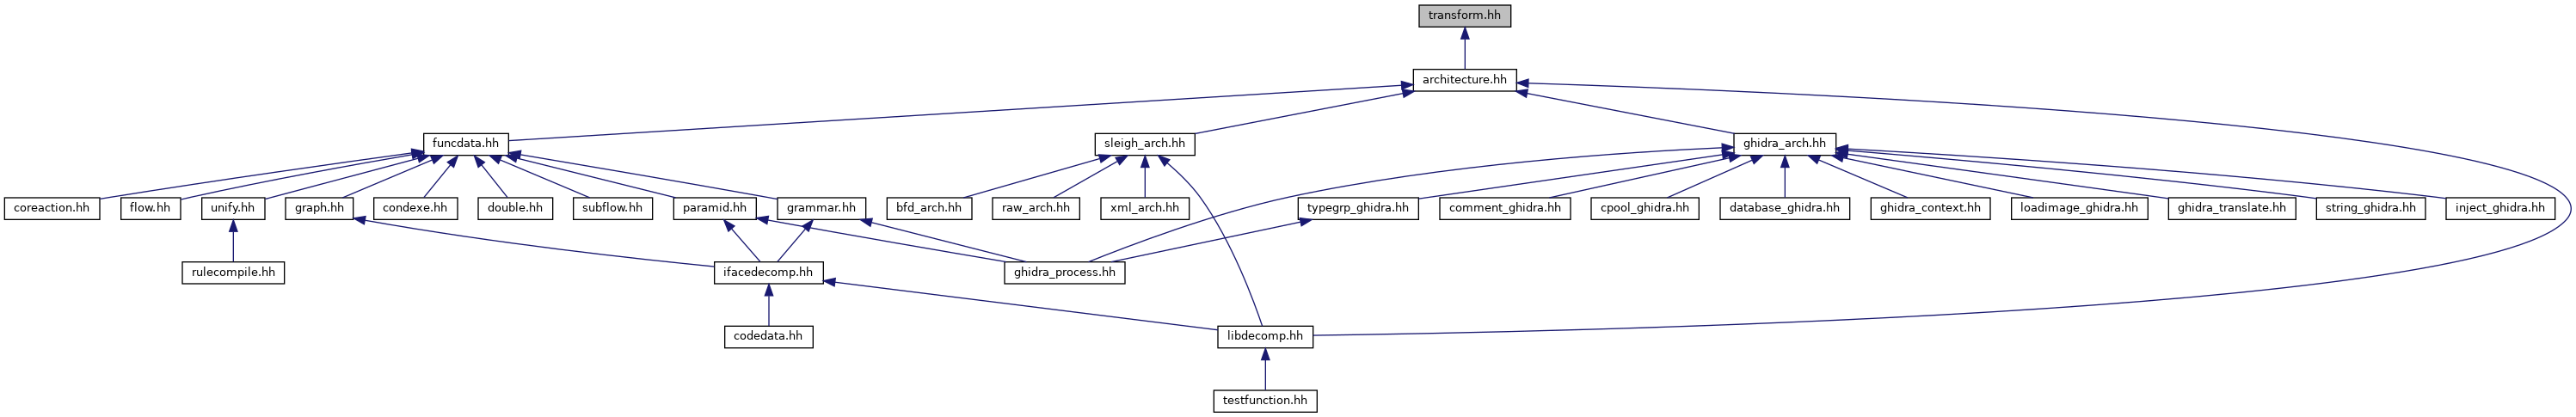 transform.hh
architecture.hh
funcdata.hh
sleigh_arch.hh
ghidra_arch.hh
coreaction.hh
flow.hh
unify.hh
graph.hh
condexe.hh
double.hh
subflow.hh
paramid.hh
grammar.hh
bfd_arch.hh
raw_arch.hh
xml_arch.hh
typegrp_ghidra.hh
comment_ghidra.hh
cpool_ghidra.hh
database_ghidra.hh
ghidra_context.hh
loadimage_ghidra.hh
ghidra_translate.hh
string_ghidra.hh
inject_ghidra.hh
rulecompile.hh
ifacedecomp.hh
ghidra_process.hh
codedata.hh
libdecomp.hh
testfunction.hh